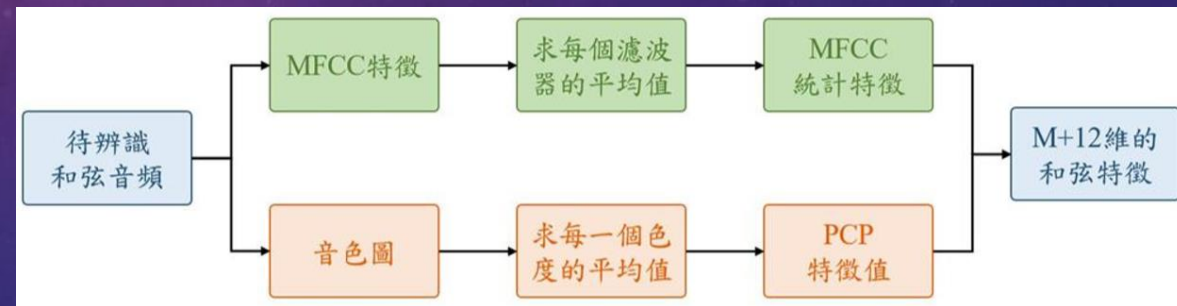 待辨識
和弦音頻
MFCC特徵
求每個濾波
器的平均值
MFCC
統計特徵
音色圖
求每一個色
度的平均值
PCP
特徵值
M+12維的
和弦特徵